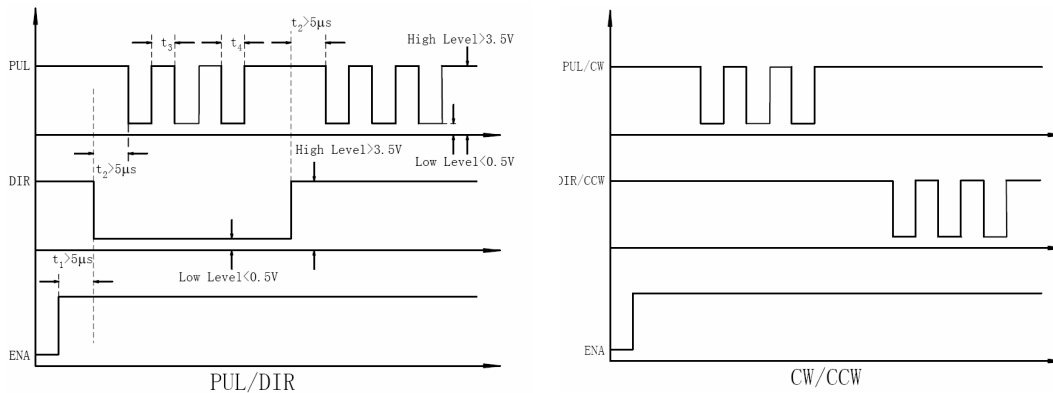 t2>5μs
t3
t4
High Level>3.5V
PUL
t2>5μs
High Level>3.5V
Low Level<0.5V
DIR
t1>5μs
Low Level<0.5V
ENA
PUL/DIR
PUL/CW
DIR/CCW
ENA
CW/CCW